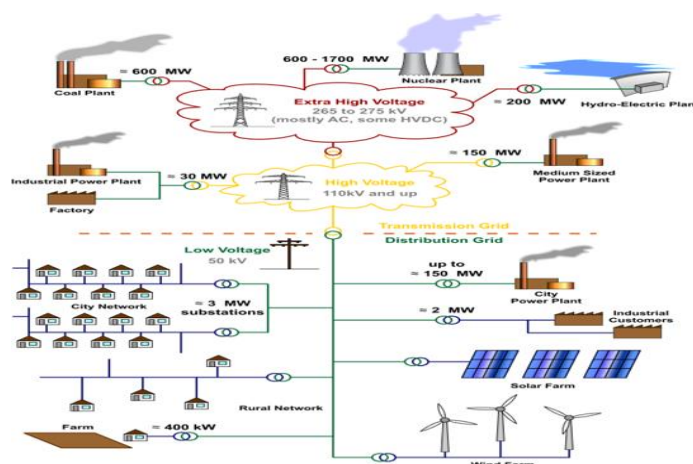 600 - 1700 MW
≈ 600 MW
Coal Plant
Nuclear Plant
Extra High Voltage
265 to 275 kV
(mostly AC, some HVDC)
≈ 200 MW
Hydro-Electric Plant
≈ 150 MW
Industrial Power Plant
≈ 30 MW
High Voltage
110kV and up
Medium Sized
Power Plant
Factory
Transmission Grid
Distribution Grid
Low Voltage
50 kV
up to
≈ 150 MW
City
Power Plant
City Network
≈ 3 MW
substations
≈ 2 MW
Industrial
Customers
Solar Farm
Rural Network
Farm
≈ 400 kW
Wind Farm